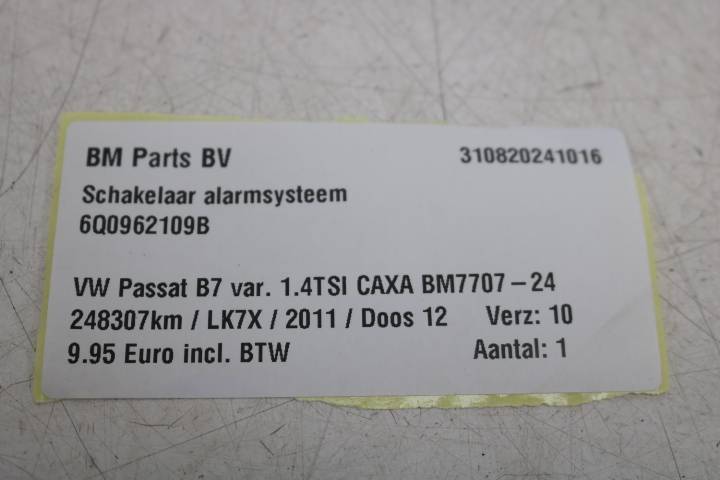 BM Parts BV 310820241016
Schakelaar alarmsysteem
6Q0962109B
VW Passat B7 var. 1.4TSI CAXA BM7707-24
248307km / LK7X / 2011 / Doos 12 Verz: 10
9.95 Euro incl. BTW Aantal: 1